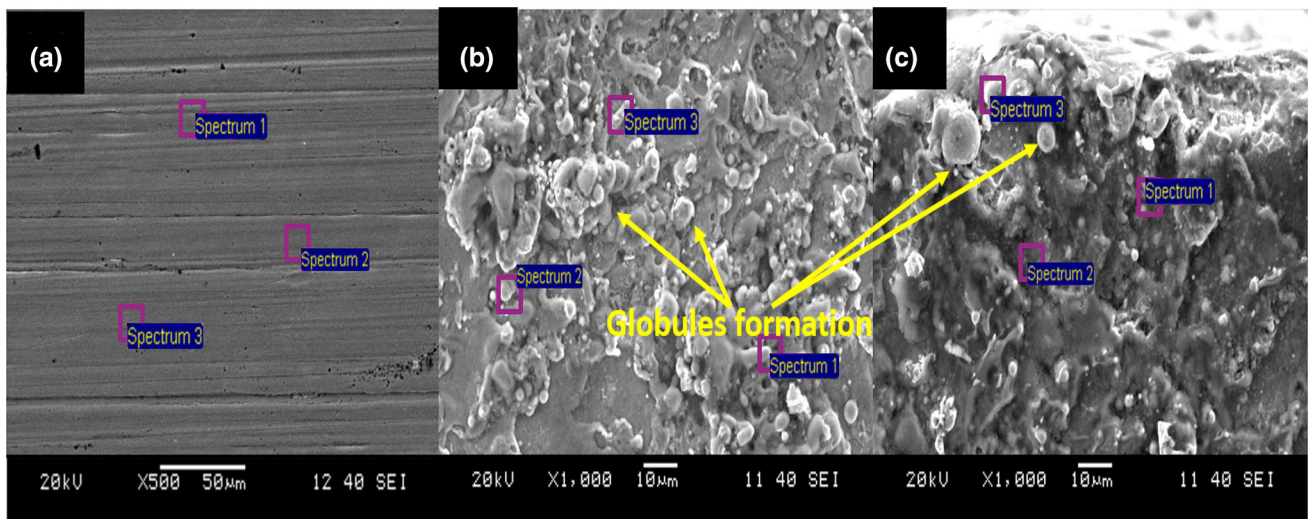 (a)
Spectrum 1
Spectrum 2
Spectrum 3
20kV X500 50μm 12 40 SEI
(b)
Spectrum 3
Spectrum 2
Globules formation
Spectrum 1
20kV X1,000 10μm 11 40 SEI
(c)
Spectrum 3
Spectrum 1
Spectrum 2
20kV X1,000 10μm 11 40 SEI